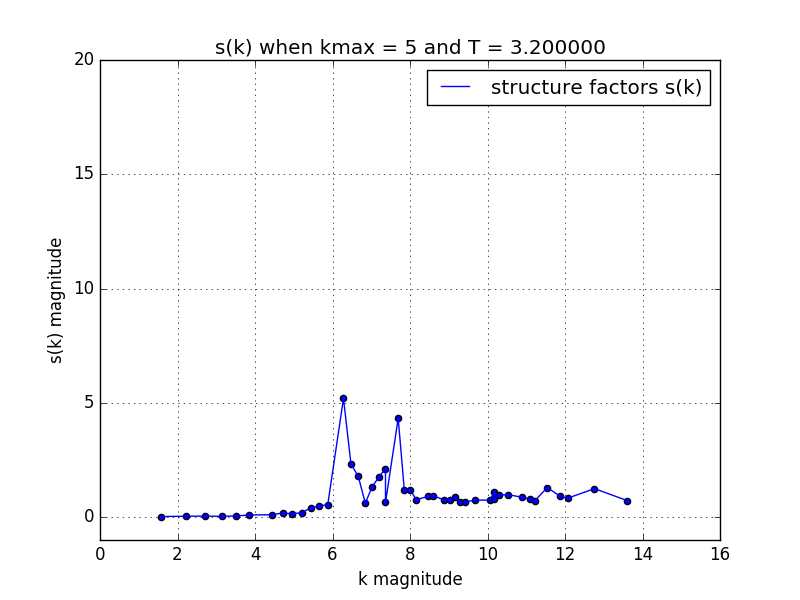 s(k) when kmax = 5 and T = 3.200000
structure factors s(k)
20
15
10
5
0
s(k) magnitude
0 2 4 6 8 10 12 14 16
k magnitude